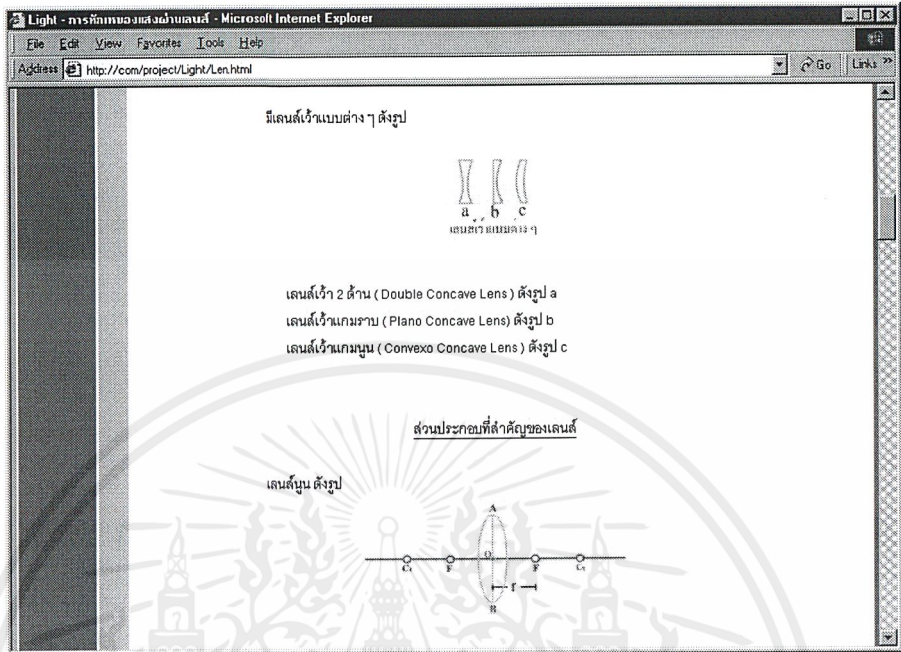 Light - การหักเหของแสงผ่านเลนส์ - Microsoft Internet Explorer
File Edit View Favorites Tools Help
Address http://com/project/Light/Len.html Go Links »
มีเลนส์เว้าแบบต่าง ๆ ดังรูป
a b c
เลนส์เว้าแบบต่าง ๆ
เลนส์เว้า 2 ด้าน ( Double Concave Lens ) ดังรูป a
เลนส์เว้าแกมราบ ( Plano Concave Lens) ดังรูป b
เลนส์เว้าแกมนูน ( Convexo Concave Lens ) ดังรูป c
ส่วนประกอบที่สำคัญของเลนส์
เลนส์นูน ดังรูป
A
O
C₁ F F C₂
f
B